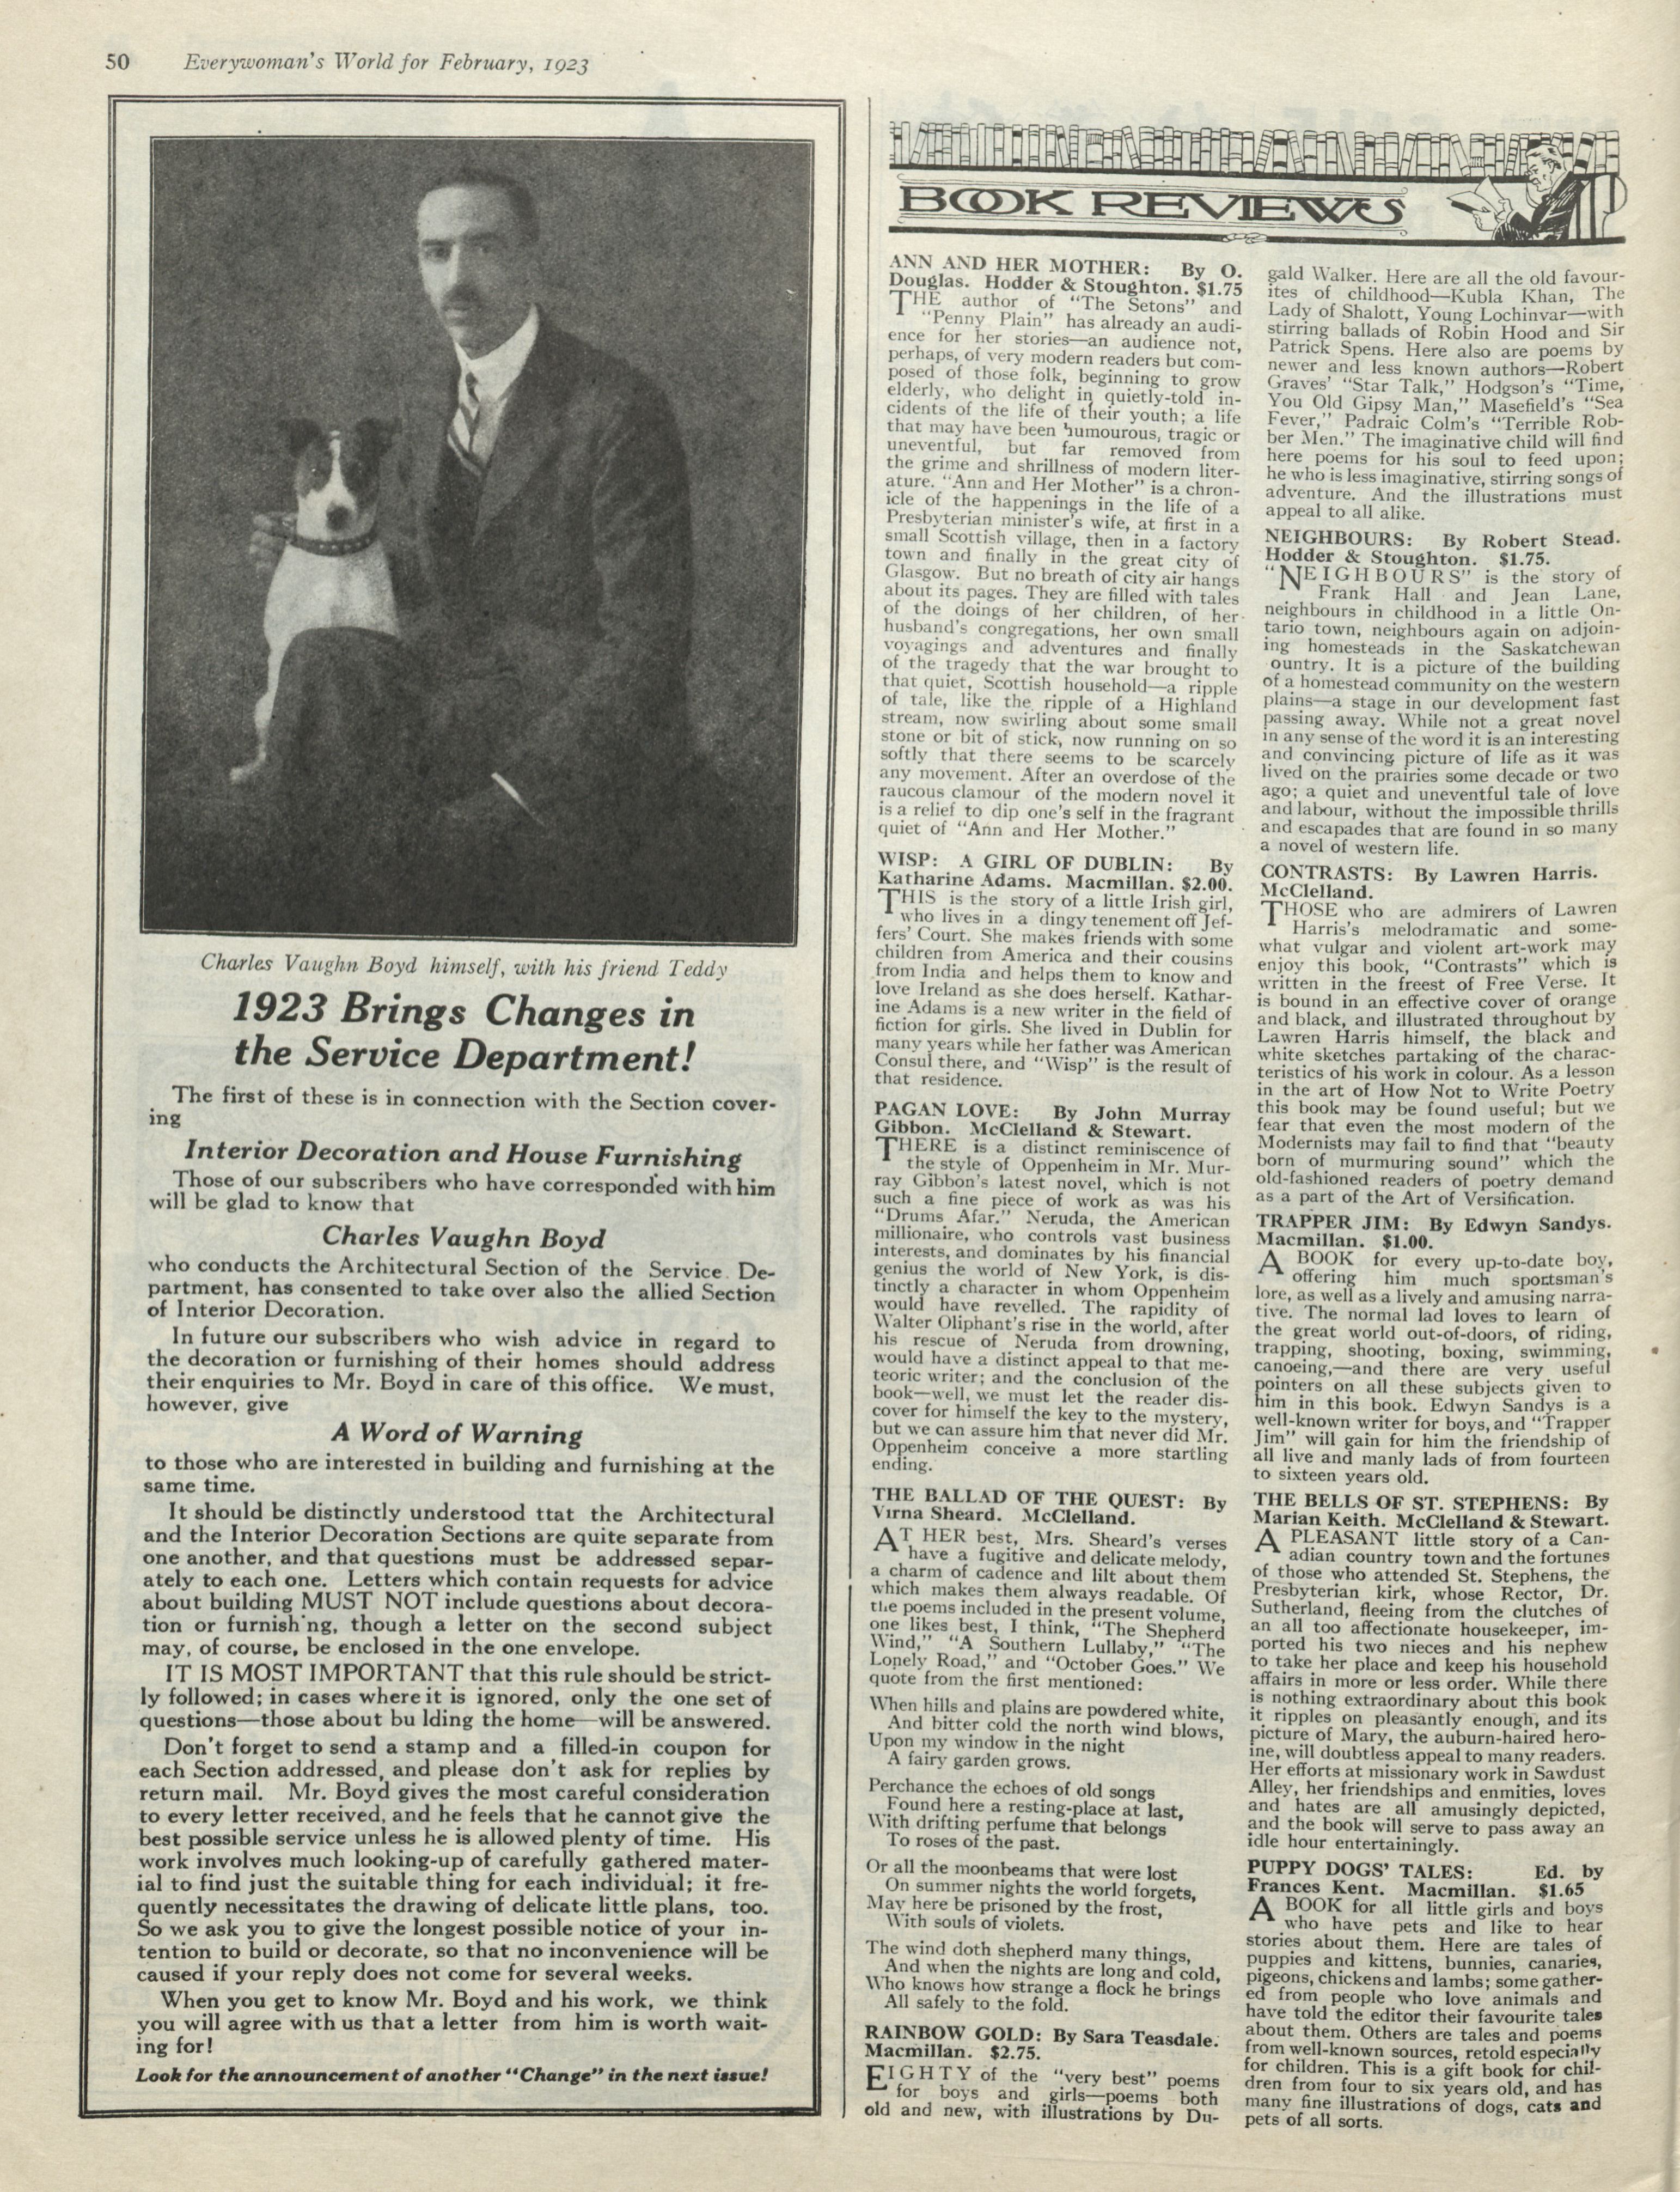 50 Everywoman's World for February, 1923
Charles Vaughn Boyd himself, with his friend Teddy
1923 Brings Changes in
the Service Department!
The first of these is in connection with the Section cover-
ing
Interior Decoration and House Furnishing
Those of our subscribers who have corresponded with him
will be glad to know that
Charles Vaughn Boyd
who conducts the Architectural Section of the Service De-
partment, has consented to take over also the allied Section
of Interior Decoration.
In future our subscribers who wish advice in regard to
the decoration or furnishing of their homes should address
their enquiries to Mr. Boyd in care of this office. We must,
however, give
A Word of Warning
to those who are interested in building and furnishing at the
same time.
It should be distinctly understood ttat the Architectural
and the Interior Decoration Sections are quite separate from
one another, and that questions must be addressed separ-
ately to each one. Letters which contain requests for advice
about building MUST NOT include questions about decora-
tion or furnish'ng, though a letter on the second subject
may, of course, be enclosed in the one envelope.
IT IS MOST IMPORTANT that this rule should be strict-
ly followed; in cases where it is ignored, only the one set of
questions—those about bu lding the home—will be answered.
Don't forget to send a stamp and a filled-in coupon for
each Section addressed, and please don't ask for replies by
return mail. Mr. Boyd gives the most careful consideration
to every letter received, and he feels that he cannot give the
best possible service unless he is allowed plenty of time. His
work involves much looking-up of carefully gathered mater-
ial to find just the suitable thing for each individual; it fre-
quently necessitates the drawing of delicate little plans, too.
So we ask you to give the longest possible notice of your in-
tention to build or decorate, so that no inconvenience will be
caused if your reply does not come for several weeks.
When you get to know Mr. Boyd and his work, we think
you will agree with us that a letter from him is worth wait-
ing for!
Look for the announcement of another "Change" in the next issue!
BOOK REVIEWS
ANN AND HER MOTHER: By O.
Douglas. Hodder & Stoughton. $1.75
THE author of "The Setons" and
"Penny Plain" has already an audi-
ence for her stories—an audience not,
perhaps, of very modern readers but com-
posed of those folk, beginning to grow
elderly, who delight in quietly-told in-
cidents of the life of their youth; a life
that may have been humourous, tragic or
uneventful, but far removed from
the grime and shrillness of modern liter-
ature. "Ann and Her Mother" is a chron-
icle of the happenings in the life of a
Presbyterian minister's wife, at first in a
small Scottish village, then in a factory
town and finally in the great city of
Glasgow. But no breath of city air hangs
about its pages. They are filled with tales
of the doings of her children, of her
husband's congregations, her own small
voyagings and adventures and finally
of the tragedy that the war brought to
that quiet, Scottish household—a ripple
of tale, like the ripple of a Highland
stream, now swirling about some small
stone or bit of stick, now running on so
softly that there seems to be scarcely
any movement. After an overdose of the
raucous clamour of the modern novel it
is a relief to dip one's self in the fragrant
quiet of "Ann and Her Mother."
WISP: A GIRL OF DUBLIN: By
Katharine Adams. Macmillan. $2.00.
THIS is the story of a little Irish girl,
who lives in a dingy tenement off Jef-
fers' Court. She makes friends with some
children from America and their cousins
from India and helps them to know and
love Ireland as she does herself. Kathar-
ine Adams is a new writer in the field of
fiction for girls. She lived in Dublin for
many years while her father was American
Consul there, and "Wisp" is the result of
that residence.
PAGAN LOVE: By John Murray
Gibbon. McClelland & Stewart.
THERE is a distinct reminiscence of
the style of Oppenheim in Mr. Mur-
ray Gibbon's latest novel, which is not
such a fine piece of work as was his
"Drums Afar." Neruda, the American
millionaire, who controls vast business
interests, and dominates by his financial
genius the world of New York, is dis-
tinctly a character in whom Oppenheim
would have revelled. The rapidity of
Walter Oliphant's rise in the world, after
his rescue of Neruda from drowning,
would have a distinct appeal to that me-
teoric writer; and the conclusion of the
book—well, we must let the reader dis-
cover for himself the key to the mystery,
but we can assure him that never did Mr.
Oppenheim conceive a more startling
ending.
THE BALLAD OF THE QUEST: By
Virna Sheard. McClelland.
AT HER best, Mrs. Sheard's verses
have a fugitive and delicate melody,
a charm of cadence and lilt about them
which makes them always readable. Of
the poems included in the present volume,
one likes best, I think, "The Shepherd
Wind," "A Southern Lullaby," "The
Lonely Road," and "October Goes." We
quote from the first mentioned:
When hills and plains are powdered white,
And bitter cold the north wind blows,
Upon my window in the night
A fairy garden grows.
Perchance the echoes of old songs
Found here a resting-place at last,
With drifting perfume that belongs
To roses of the past.
Or all the moonbeams that were lost
On summer nights the world forgets,
May here be prisoned by the frost,
With souls of violets.
The wind doth shepherd many things,
And when the nights are long and cold,
Who knows how strange a flock he brings
All safely to the fold.
RAINBOW GOLD: By Sara Teasdale.
Macmillan. $2.75.
EIGHTY of the "very best" poems
for boys and girls—poems both
old and new, with illustrations by Du-
gald Walker. Here are all the old favour-
ites of childhood—Kubla Khan, The
Lady of Shalott, Young Lochinvar—with
stirring ballads of Robin Hood and Sir
Patrick Spens. Here also are poems by
newer and less known authors—Robert
Graves' "Star Talk," Hodgson's "Time,
You Old Gipsy Man," Masefield's "Sea
Fever," Padraic Colm's "Terrible Rob-
ber Men." The imaginative child will find
here poems for his soul to feed upon;
he who is less imaginative, stirring songs of
adventure. And the illustrations must
appeal to all alike.
NEIGHBOURS: By Robert Stead.
Hodder & Stoughton. $1.75.
"NEIGHBOURS" is the story of
Frank Hall and Jean Lane,
neighbours in childhood in a little On-
tario town, neighbours again on adjoin-
ing homesteads in the Saskatchewan
ountry. It is a picture of the building
of a homestead community on the western
plains—a stage in our development fast
passing away. While not a great novel
in any sense of the word it is an interesting
and convincing picture of life as it was
lived on the prairies some decade or two
ago; a quiet and uneventful tale of love
and labour, without the impossible thrills
and escapades that are found in so many
a novel of western life.
CONTRASTS: By Lawren Harris.
McClelland.
THOSE who are admirers of Lawren
Harris's melodramatic and some-
what vulgar and violent art-work may
enjoy this book, "Contrasts" which is
written in the freest of Free Verse. It
is bound in an effective cover of orange
and black, and illustrated throughout by
Lawren Harris himself, the black and
white sketches partaking of the charac-
teristics of his work in colour. As a lesson
in the art of How Not to Write Poetry
this book may be found useful; but we
fear that even the most modern of the
Modernists may fail to find that "beauty
born of murmuring sound" which the
old-fashioned readers of poetry demand
as a part of the Art of Versification.
TRAPPER JIM: By Edwyn Sandys.
Macmillan. $1.00.
A BOOK for every up-to-date boy,
offering him much sportsman's
lore, as well as a lively and amusing narra-
tive. The normal lad loves to learn of
the great world out-of-doors, of riding,
trapping, shooting, boxing, swimming,
canoeing,—and there are very useful
pointers on all these subjects given to
him in this book. Edwyn Sandys is a
well-known writer for boys, and "Trapper
Jim" will gain for him the friendship of
all live and manly lads of from fourteen
to sixteen years old.
THE BELLS OF ST. STEPHENS: By
Marian Keith. McClelland & Stewart.
A PLEASANT little story of a Can-
adian country town and the fortunes
of those who attended St. Stephens, the
Presbyterian kirk, whose Rector, Dr.
Sutherland, fleeing from the clutches of
an all too affectionate housekeeper, im-
ported his two nieces and his nephew
to take her place and keep his household
affairs in more or less order. While there
is nothing extraordinary about this book
it ripples on pleasantly enough, and its
picture of Mary, the auburn-haired hero-
ine, will doubtless appeal to many readers.
Her efforts at missionary work in Sawdust
Alley, her friendships and enmities, loves
and hates are all amusingly depicted,
and the book will serve to pass away an
idle hour entertainingly.
PUPPY DOGS' TALES: Ed. by
Frances Kent. Macmillan. $1.65
A BOOK for all little girls and boys
who have pets and like to hear
stories about them. Here are tales of
puppies and kittens, bunnies, canaries,
pigeons, chickens and lambs; some gather-
ed from people who love animals and
have told the editor their favourite tales
about them. Others are tales and poems
from well-known sources, retold especially
for children. This is a gift book for chil-
dren from four to six years old, and has
many fine illustrations of dogs, cats and
pets of all sorts.